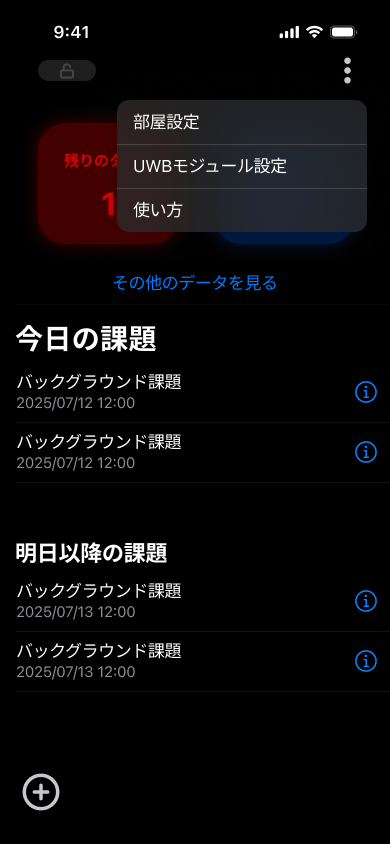 9:41
部屋設定
UWBモジュール設定
使い方
残りの
1
その他のデータを見る
今日の課題
バックグラウンド課題
2025/07/12 12:00
バックグラウンド課題
2025/07/12 12:00
明日以降の課題
バックグラウンド課題
2025/07/13 12:00
バックグラウンド課題
2025/07/13 12:00